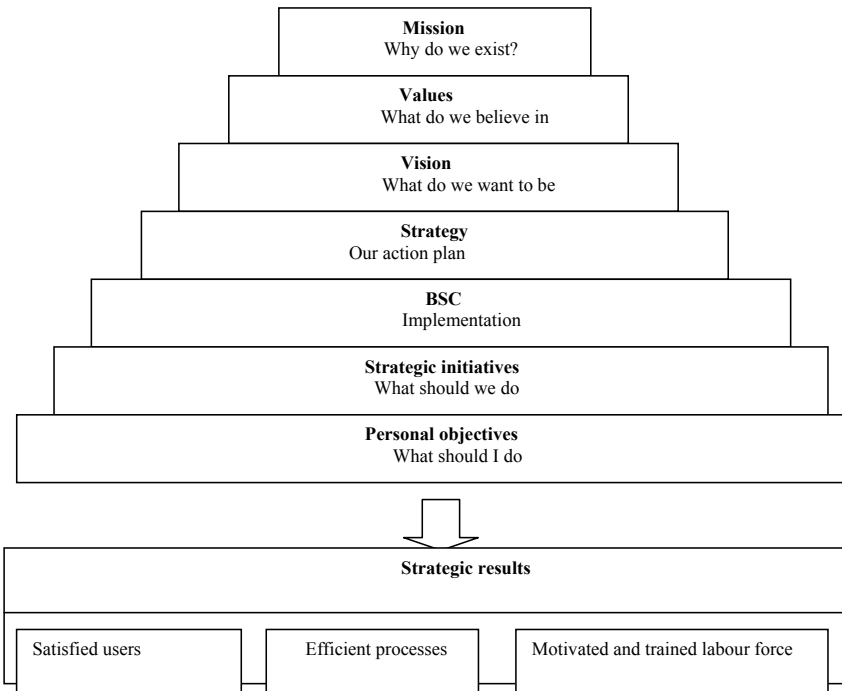 Mission
Why do we exist?
Values
What do we believe in
Vision
What do we want to be
Strategy
Our action plan
BSC
Implementation
Strategic initiatives
What should we do
Personal objectives
What should I do
Strategic results
Satisfied users
Efficient processes
Motivated and trained labour force